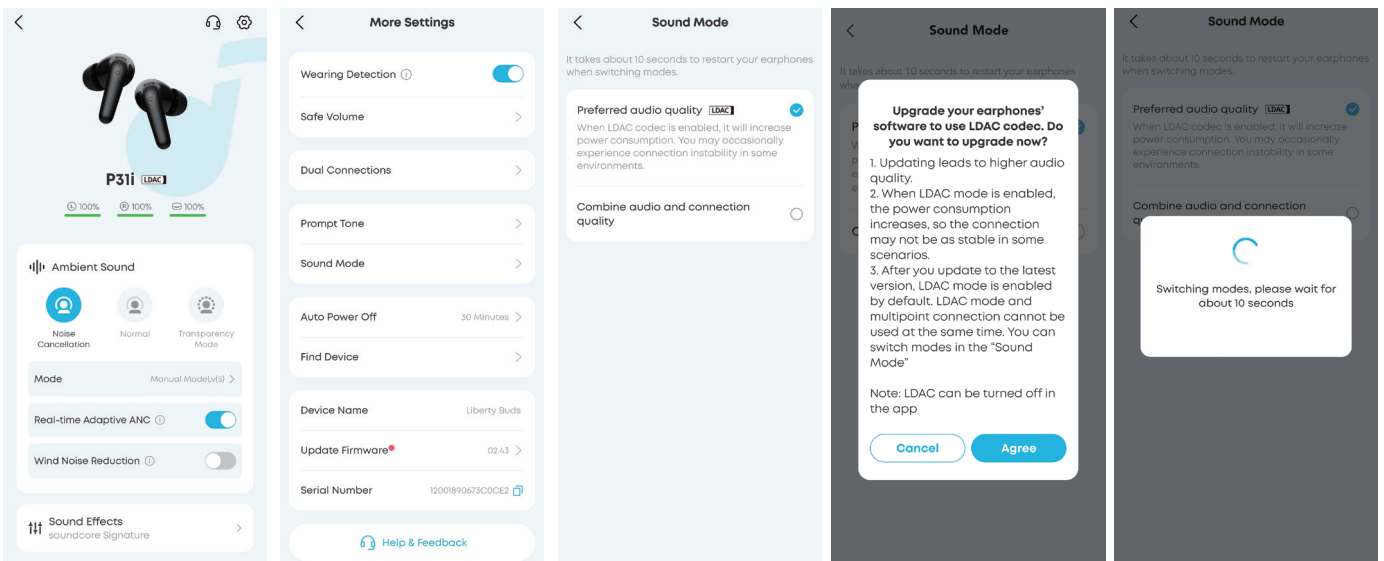 P31i LDAC
L 100% R 100% 100%
Ambient Sound
Noise
Cancellation
Normal
Transparency
Mode
Mode Manual ModeLv(5)
Real-time Adaptive ANC
Wind Noise Reduction
Sound Effects
soundcore Signature
More Settings
Wearing Detection
Safe Volume
Dual Connections
Prompt Tone
Sound Mode
Auto Power Off 30 Minutes
Find Device
Device Name Liberty Buds
Update Firmware 02.43
Serial Number 12001890673C0CE2
Help & Feedback
Sound Mode
It takes about 10 seconds to restart your earphones
when switching modes.
Preferred audio quality LDAC
When LDAC codec is enabled, it will increase
power consumption. You may occasionally
experience connection instability in some
environments.
Combine audio and connection
quality
Sound Mode
It takes about 10 seconds to restart your earphones
Upgrade your earphones'
software to use LDAC codec. Do
you want to upgrade now?
1. Updating leads to higher audio
quality.
2. When LDAC mode is enabled,
the power consumption
increases, so the connection
may not be as stable in some
scenarios.
3. After you update to the latest
version, LDAC mode is enabled
by default. LDAC mode and
multipoint connection cannot be
used at the same time. You can
switch modes in the “Sound
Mode”
Note: LDAC can be turned off in
the app
Cancel Agree
Sound Mode
It takes about 10 seconds to restart your earphones
when switching modes.
Preferred audio quality LDAC
When LDAC codec is enabled, it will increase
power consumption. You may occasionally
experience connection instability in some
environments.
Combine audio and connection
Switching modes, please wait for
about 10 seconds